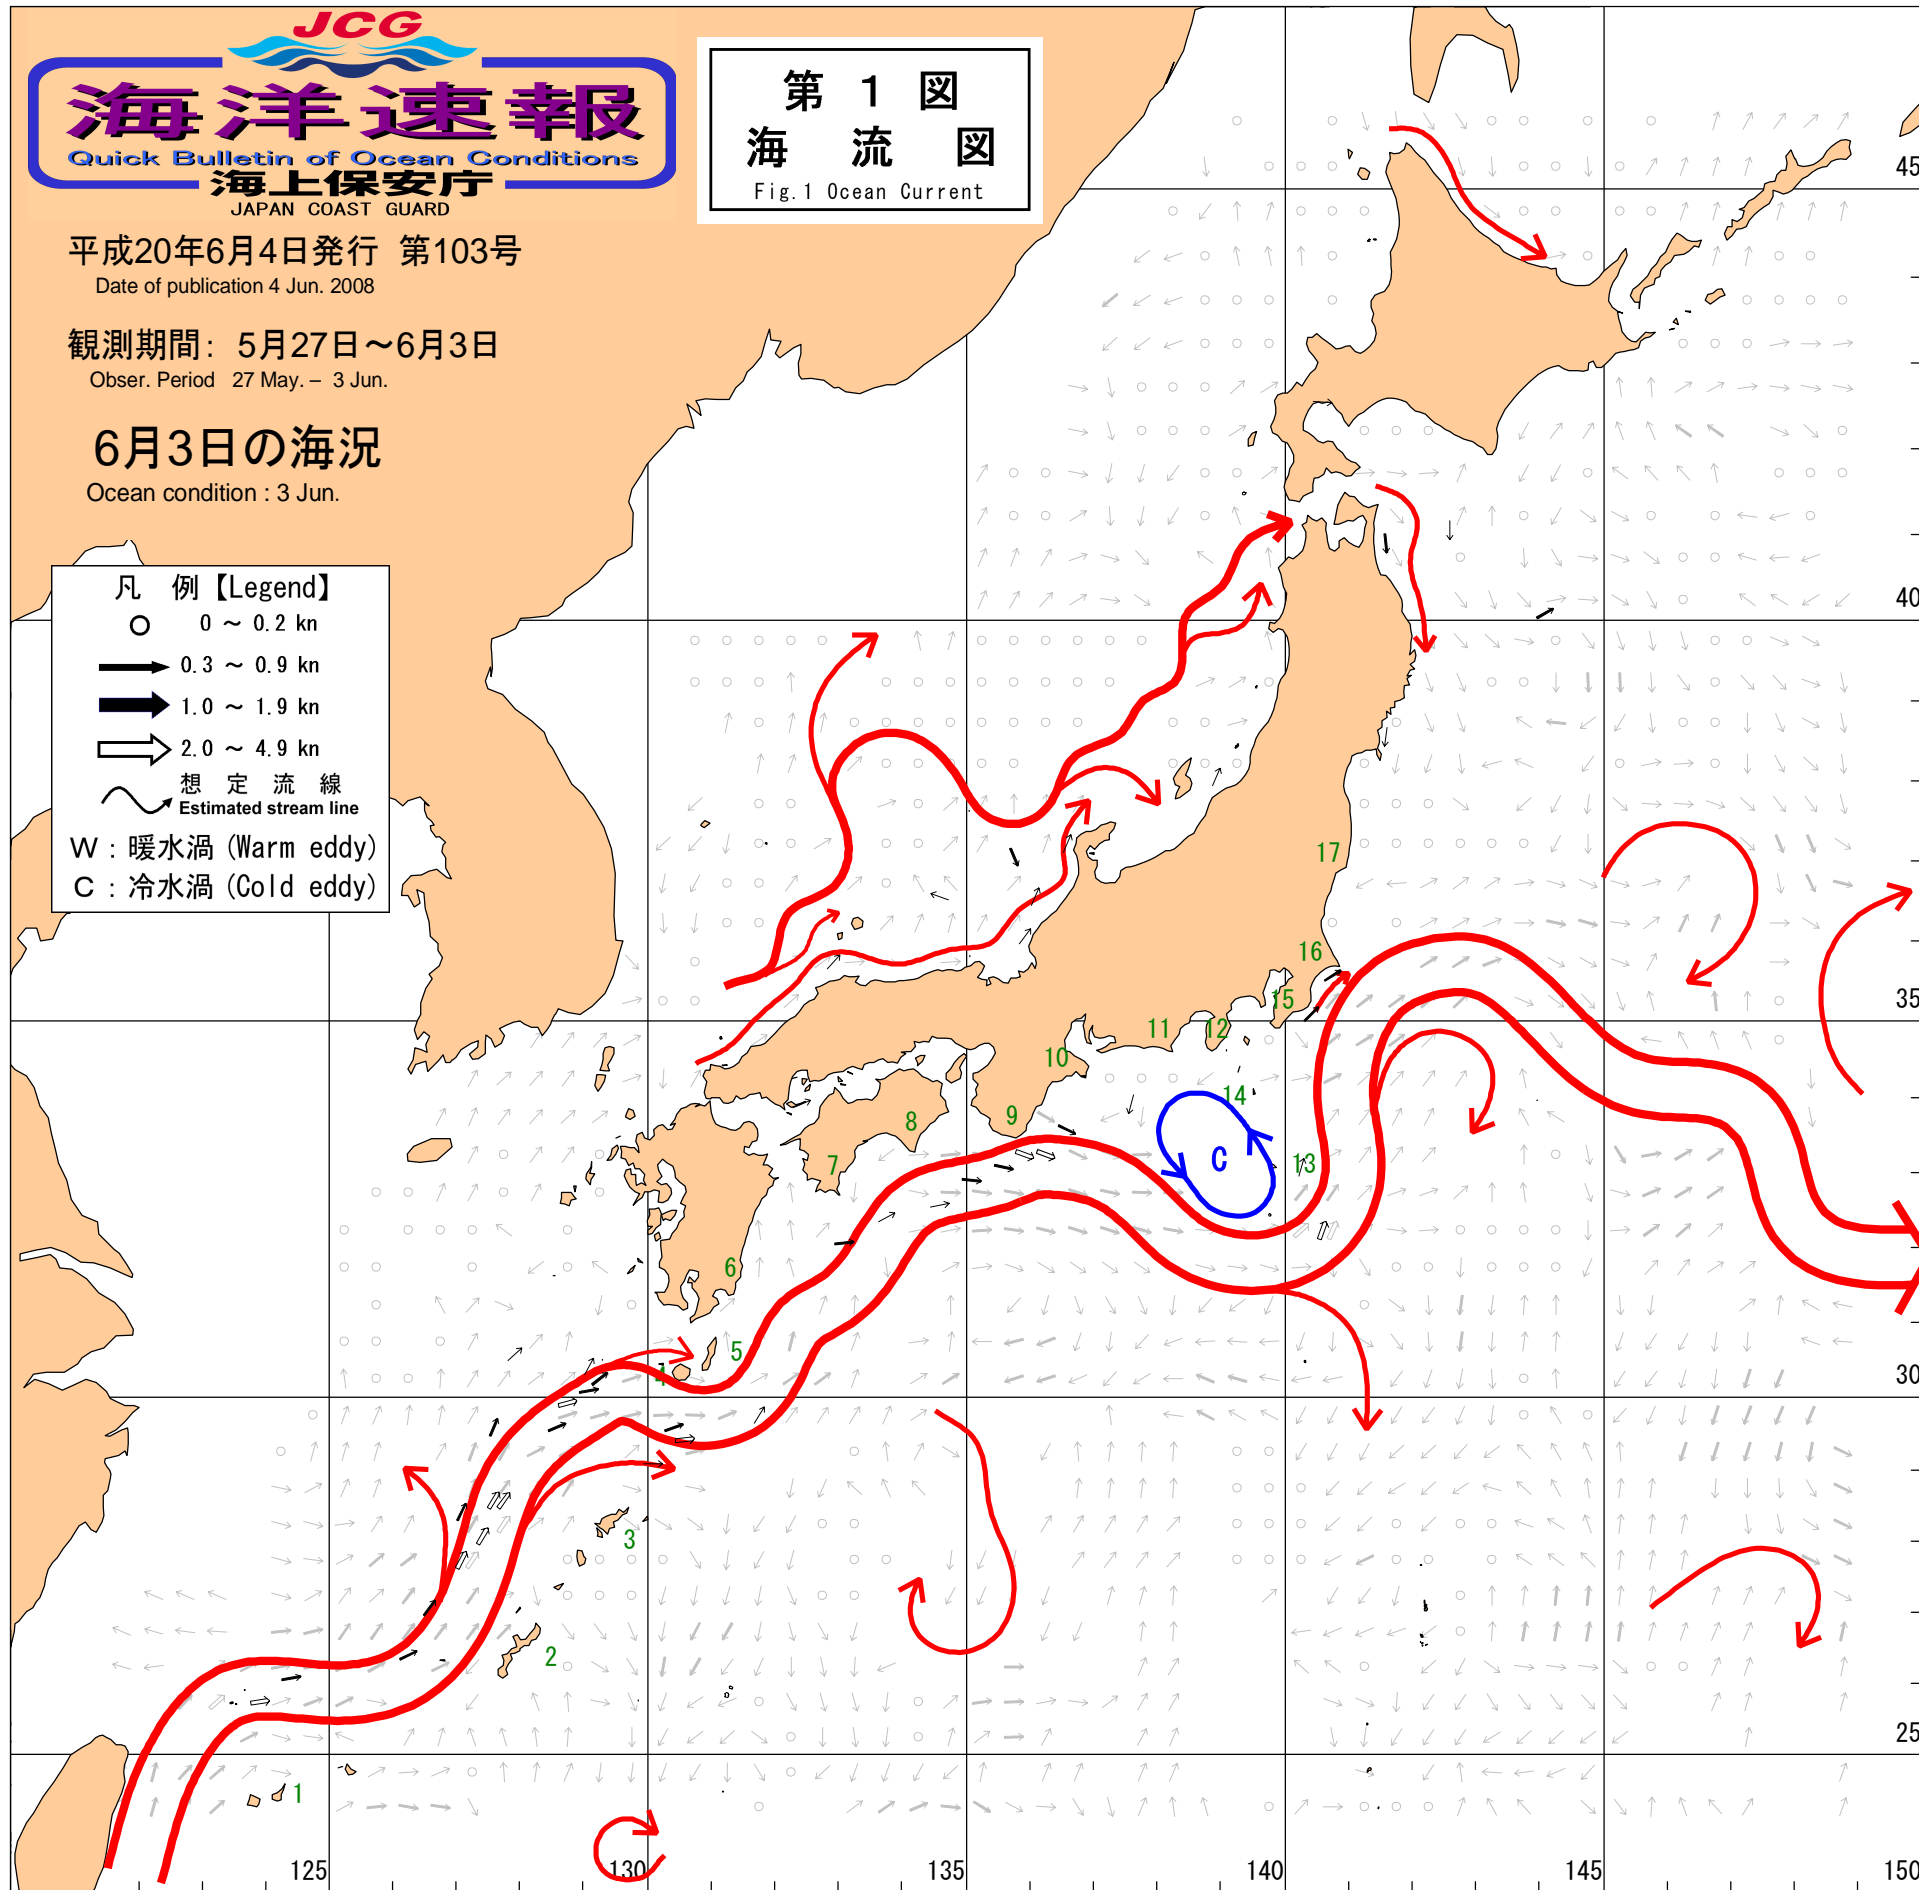 JCG
海洋速報
Quick Bulletin of Ocean Conditions
海上保安庁
JAPAN COAST GUARD
平成20年6月4日発行 第103号
Date of publication 4 Jun. 2008
観測期間： 5月27日～6月3日
Obser. Period 27 May. – 3 Jun.
6月3日の海況
Ocean condition : 3 Jun.
第 1 図
海 流 図
Fig.1 Ocean Current
凡 例【Legend】
0 ～ 0.2 kn
0.3 ～ 0.9 kn
1.0 ～ 1.9 kn
2.0 ～ 4.9 kn
想 定 流 線
Estimated stream line
W : 暖水渦 (Warm eddy)
C : 冷水渦 (Cold eddy)
45
40
17
16
35
15
12
11
10
14
9
8
7
C
13
6
5
4
30
3
2
25
1
125
130
135
140
145
150